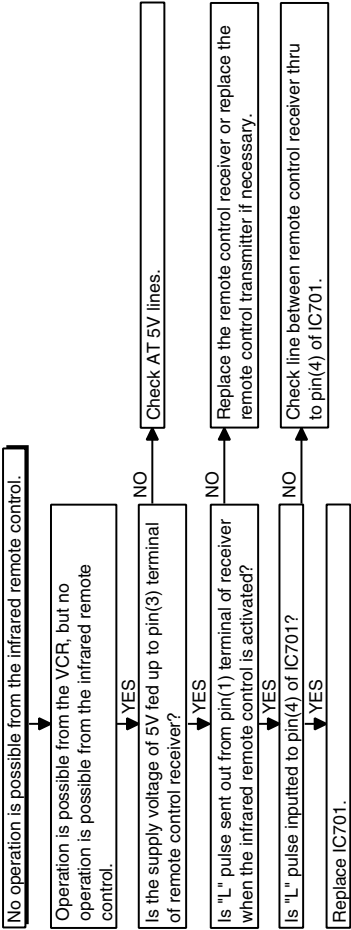 No operation is possible from the infrared remote control.
Operation is possible from the VCR, but no
operation is possible from the infrared remote
control.
YES
Is the supply voltage of 5V fed up to pin(3) terminal
of remote control receiver?
NO
Check AT 5V lines.
YES
Is "L" pulse sent out from pin(1) terminal of receiver
when the infrared remote control is activated?
NO
Replace the remote control receiver or replace the
remote control transmitter if necessary.
YES
Is "L" pulse inputted to pin(4) of IC701?
NO
Check line between remote control receiver thru
to pin(4) of IC701.
YES
Replace IC701.